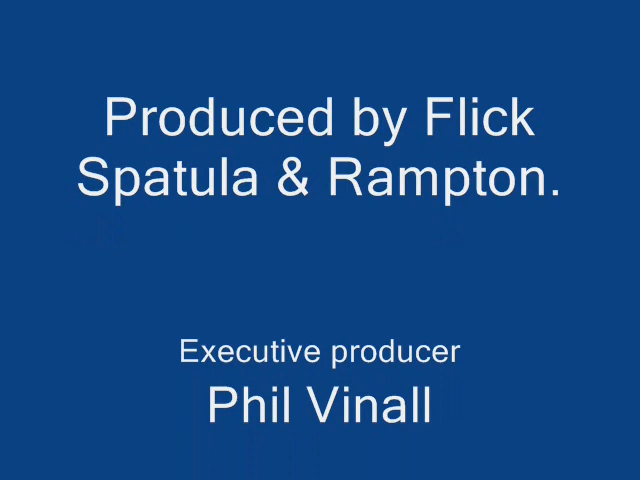 Produced by Flick
Spatula & Rampton.
Executive producer
Phil Vinall